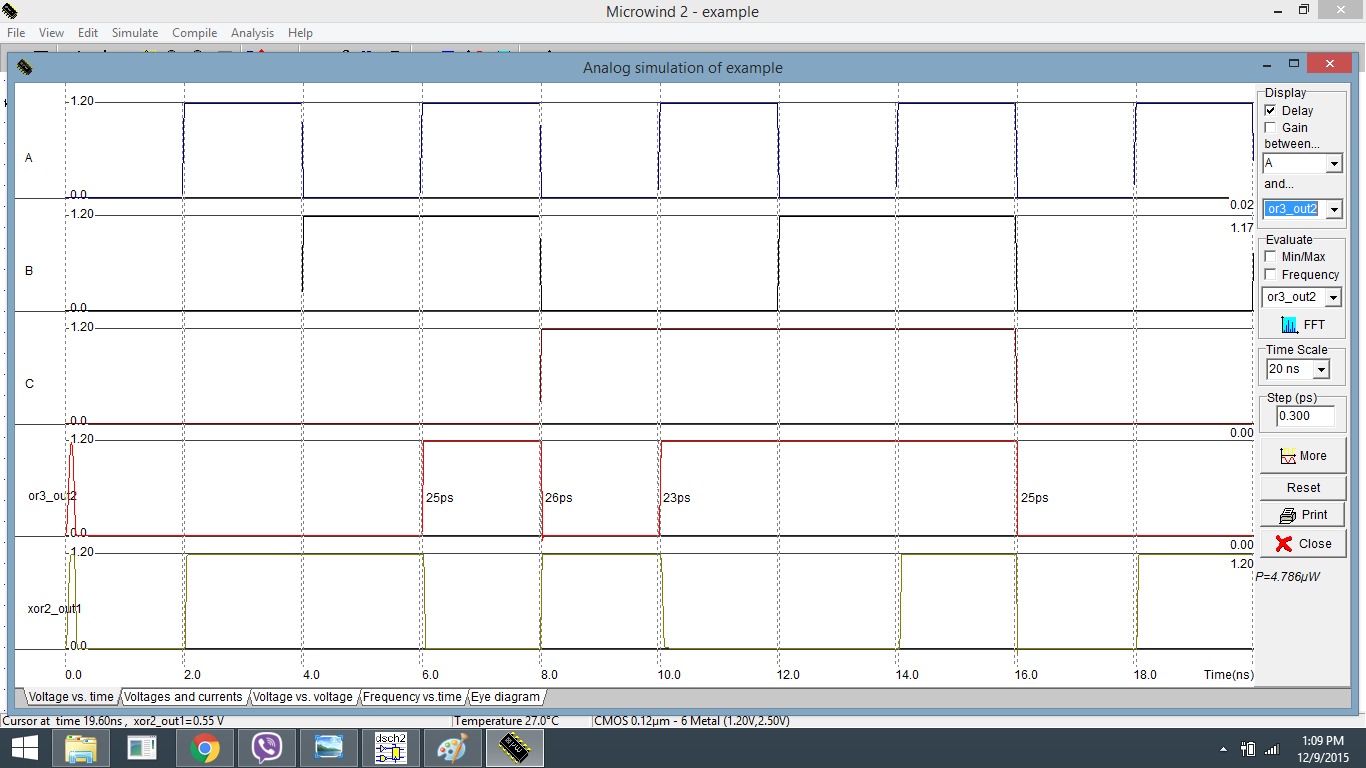 Microwind 2 - example
File View Edit Simulate Compile Analysis Help
Analog simulation of example
A
1.20
0.0
0.02
B
1.20
0.0
1.17
C
1.20
0.0
0.00
or3_out2
1.20
0.0
25ps 26ps 23ps 25ps
0.00
xor2_out1
1.20
0.0
1.20
0.0 2.0 4.0 6.0 8.0 10.0 12.0 14.0 16.0 18.0 Time(ns)
Display
Delay
Gain
between...
A
and...
or3_out2
Evaluate
Min/Max
Frequency
or3_out2
FFT
Time Scale
20 ns
Step (ps)
0.300
More
Reset
Print
Close
P=4.786µW
Voltage vs. time Voltages and currents Voltage vs. voltage Frequency vs.time Eye diagram
Cursor at time 19.60ns , xor2_out1=0.55 V Temperature 27.0°C CMOS 0.12µm - 6 Metal (1.20V,2.50V)
dsch2
1:09 PM
12/9/2015